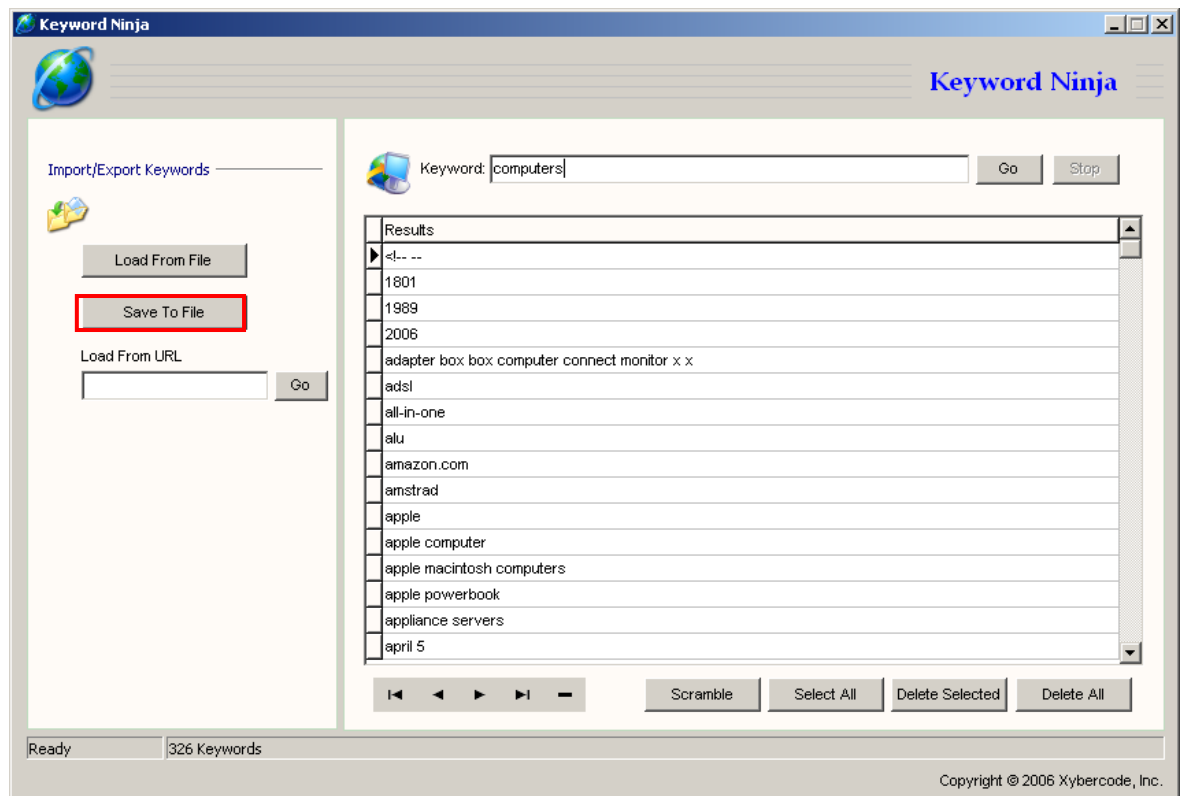 Keyword Ninja
Keyword Ninja
Import/Export Keywords
Load From File
Save To File
Load From URL
Go
Keyword: computers
Go
Stop
Results
<!-- --
1801
1989
2006
adapter box box computer connect monitor x x
adsl
all-in-one
alu
amazon.com
amstrad
apple
apple computer
apple macintosh computers
apple powerbook
appliance servers
april 5
Scramble
Select All
Delete Selected
Delete All
Ready
326 Keywords
Copyright © 2006 Xybercode, Inc.